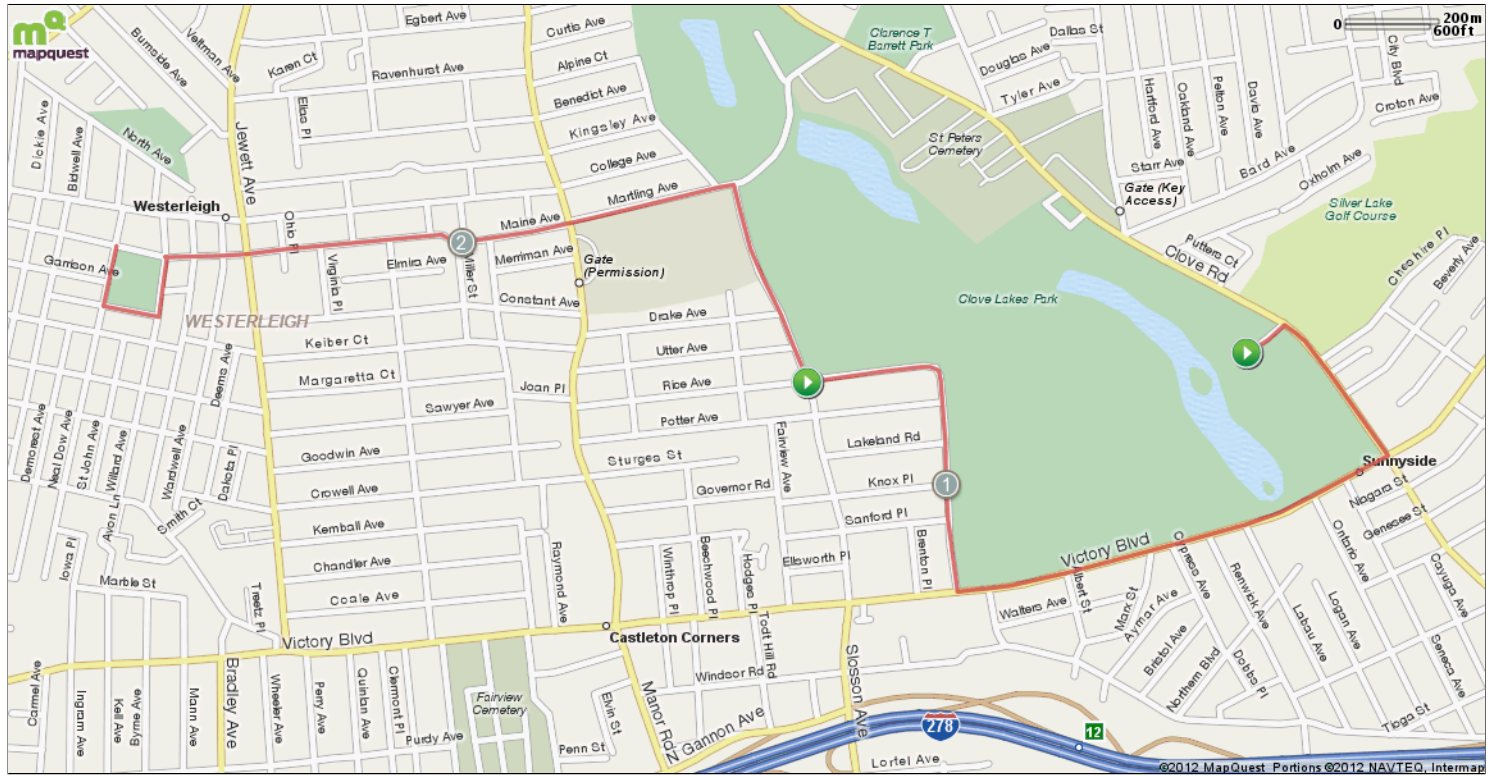 mapquest
0
200m
600ft
Egbert Ave
Curtis Ave
Clarence T
Barrett Park
Dallas St
Douglas Ave
City Blvd
Veltman Ave
Burnside Ave
Karen Ct
Ravenhurst Ave
Alpine Ct
Tyler Ave
Hartford Ave
Oakland Ave
Pelton Ave
Davis Ave
Croton Ave
Benedict Ave
Kingsley Ave
Dickie Ave
Bidwell Ave
North Ave
Jewett Ave
St Peters
Cemetery
College Ave
Starr Ave
Bard Ave
Oxholm Ave
Martling Ave
Gate (Key
Access)
Westerleigh
Ohio Pl
Maine Ave
2
Silver Lake
Golf Course
Merriman Ave
Gate
(Permission)
Putters Ct
Clove Rd
Cheshire Pl
Beverly Ave
Garrison Ave
Virginia Pl
Elmira Ave
Miller St
Constant Ave
Clove Lakes Park
WESTERLEIGH
Drake Ave
Keiber Ct
Utter Ave
Margaretta Ct
Joan Pl
Rice Ave
Deems Ave
Sawyer Ave
Potter Ave
Fairview Ave
Lakeland Rd
Demorest Ave
Neal Dow Ave
St John Ave
Willard Ave
Wardwell Ave
Dakota Pl
Goodwin Ave
Sturges St
Sunnyside
Crowell Ave
Governor Rd
Knox Pl
1
Niagara St
Avon Ln
Smith Ct
Kemball Ave
Sanford Pl
Genesee St
Iowa Pl
Chandler Ave
Raymond Ave
Winthrop Pl
Beechwood Pl
Hodges Pl
Ellsworth Pl
Brenton Pl
Victory Blvd
Cypress Ave
Ontario Ave
Marble St
Treetz Pl
Coale Ave
Walters Ave
Albert St
Marx St
Aymar Ave
Renwick Ave
Cayuga Ave
Victory Blvd
Castleton Corners
Todt Hill Rd
Labau Ave
Logan Ave
Bristol Ave
Northern Blvd
Dobbs Pl
Seneca Ave
Carmel Ave
Ingram Ave
Kell Ave
Byrne Ave
Mann Ave
Bradley Ave
Wheeler Ave
Perry Ave
Quinlan Ave
Clermont Pl
Purdy Ave
Fairview
Cemetery
Elvin St
Penn St
Manor Rd
Windsor Rd
Slosson Ave
N Gannon Ave
278
12
Tioga St
Lortel Ave
©2012 MapQuest Portions ©2012 NAVTEQ, Intermap